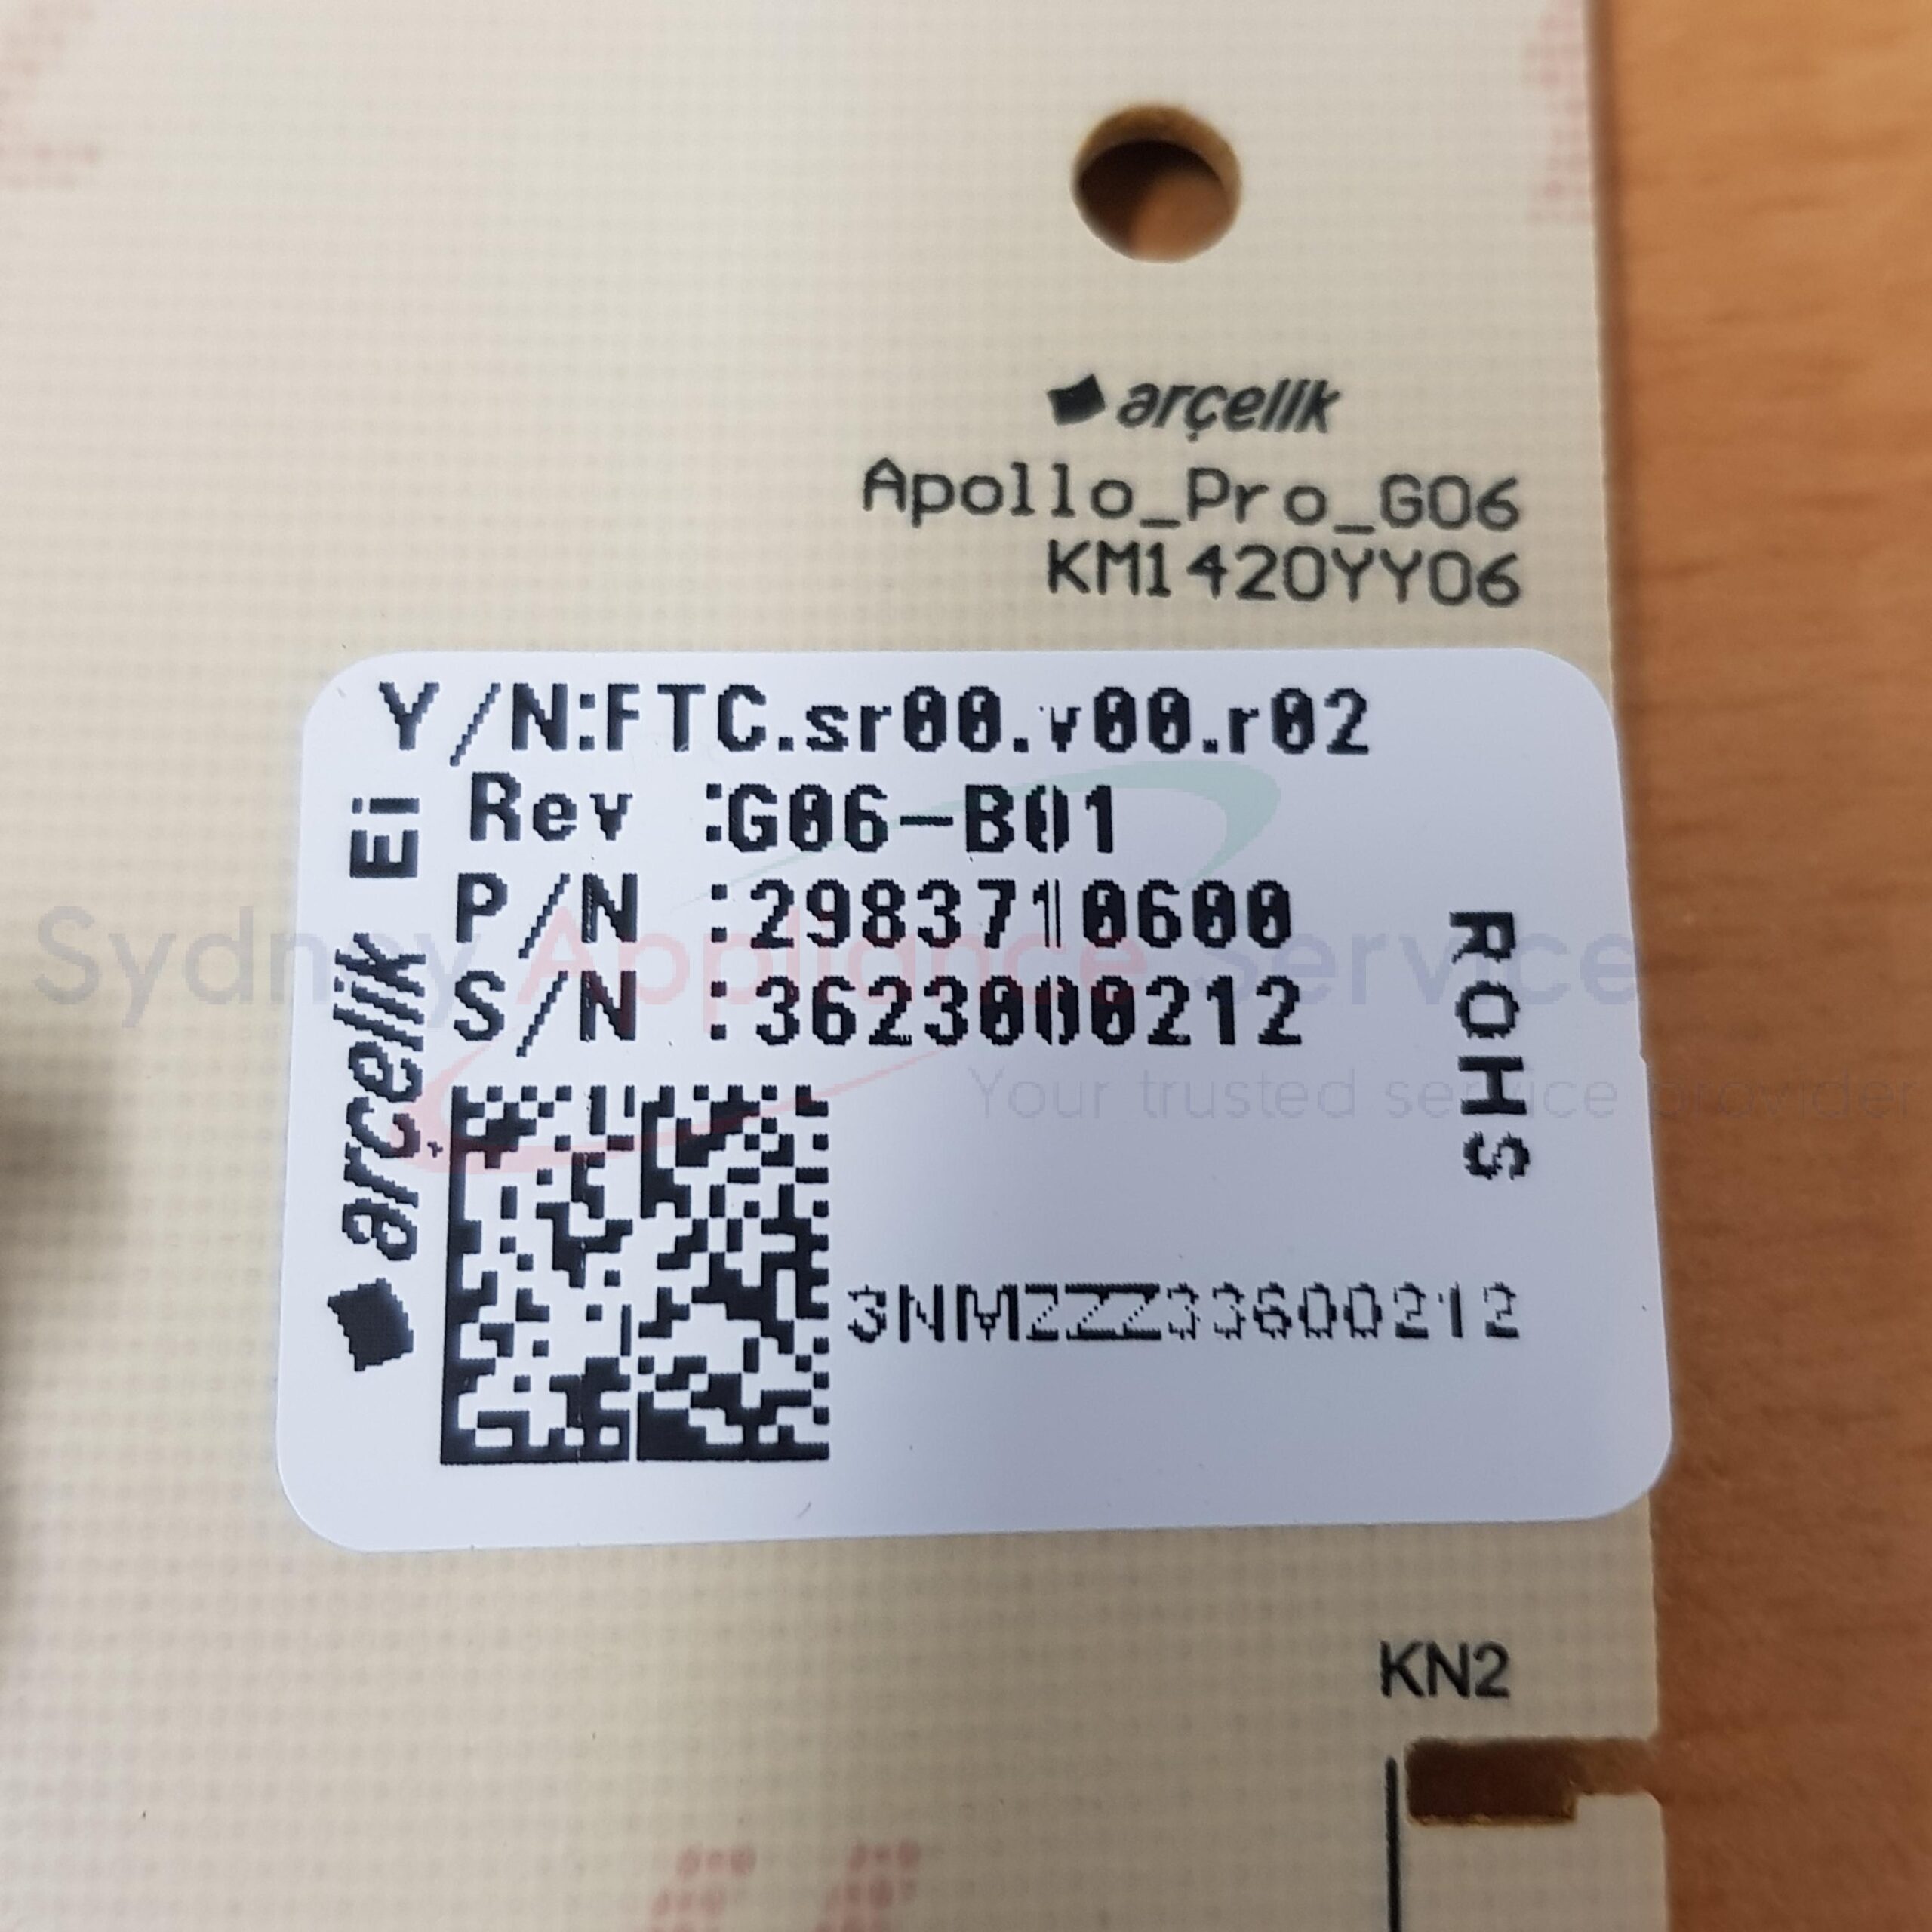 arçelik
Apollo_Pro_G06
KM1420YY06
Y/N:FTC.sr00.v00.r02
Rev :G06-B01
P/N :2983710600
S/N :3623000212
arçelik Ei
ROHS
3NMZZZ33600212
Sydney Appliance Service
Your trusted service provider
KN2